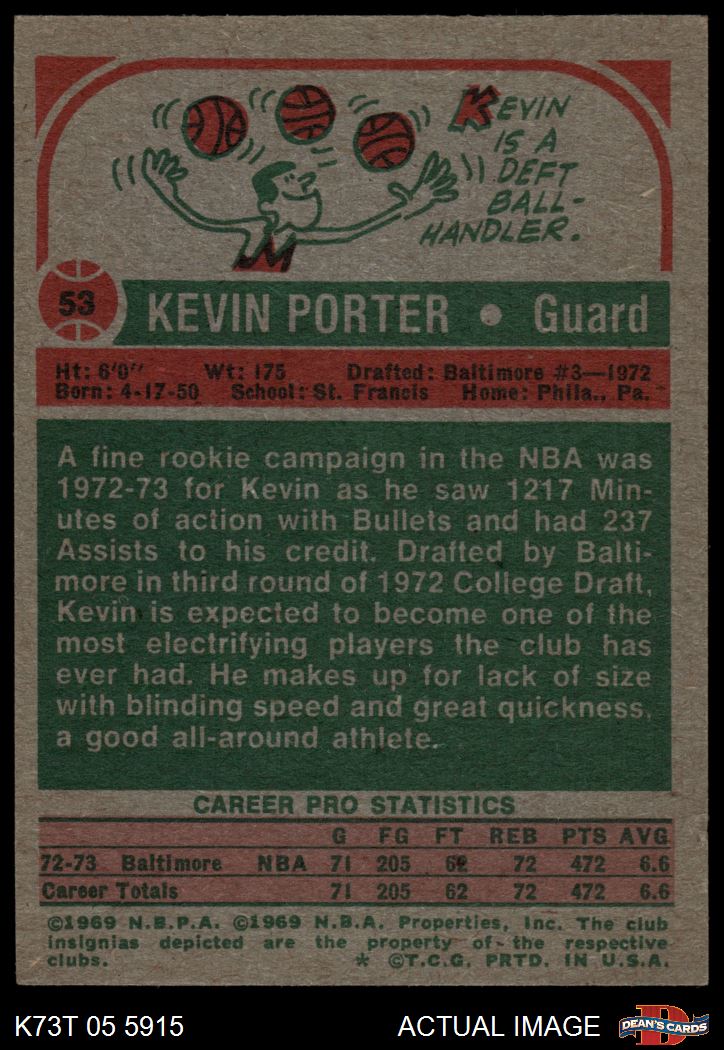 KEVIN
IS A
DEFT
BALL-
HANDLER.
53
KEVIN PORTER • Guard
Ht: 6'0" Wt: 175 Drafted: Baltimore #3—1972
Born: 4-17-50 School: St. Francis Home: Phila., Pa.
A fine rookie campaign in the NBA was
1972-73 for Kevin as he saw 1217 Min-
utes of action with Bullets and had 237
Assists to his credit. Drafted by Balti-
more in third round of 1972 College Draft,
Kevin is expected to become one of the
most electrifying players the club has
ever had. He makes up for lack of size
with blinding speed and great quickness,
a good all-around athlete.
CAREER PRO STATISTICS
G FG FT REB PTS AVG
72-73 Baltimore NBA 71 205 62 72 472 6.6
Career Totals 71 205 62 72 472 6.6
©1969 N.B.P.A. ©1969 N.B.A. Properties, Inc. The club
insignias depicted are the property of the respective
clubs. * ©T.C.G. PRTD. IN U.S.A.
K73T 05 5915 ACTUAL IMAGE D DEAN'S CARDS